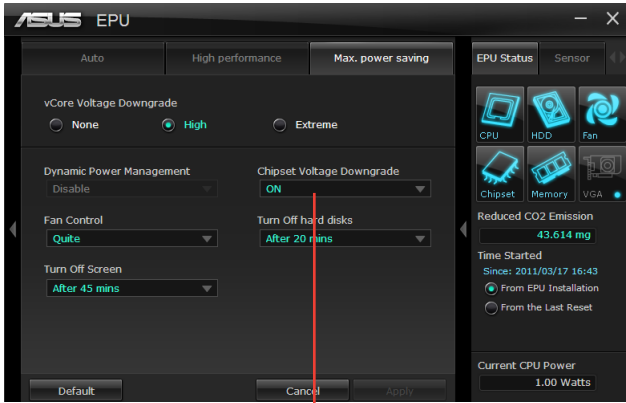 ASUS EPU
Auto High performance Max. power saving
vCore Voltage Downgrade
None High Extreme
Dynamic Power Management Chipset Voltage Downgrade
Disable ON
Fan Control Turn Off hard disks
Quite After 20 mins
Turn Off Screen
After 45 mins
Default Cancel Apply
EPU Status Sensor
CPU HDD Fan
Chipset Memory VGA
Reduced CO2 Emission
43.614 mg
Time Started
Since: 2011/03/17 16:43
From EPU Installation
From the Last Reset
Current CPU Power
1.00 Watts